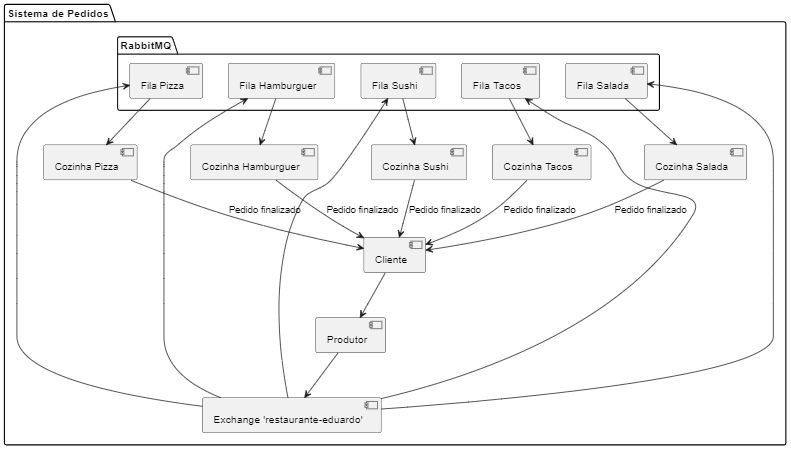 Sistema de Pedidos
RabbitMQ
Fila Pizza
Fila Hamburguer
Fila Sushi
Fila Tacos
Fila Salada
Cozinha Pizza
Cozinha Hamburguer
Cozinha Sushi
Cozinha Tacos
Cozinha Salada
Pedido finalizado
Pedido finalizado
Pedido finalizado
Pedido finalizado
Pedido finalizado
Cliente
Produtor
Exchange 'restaurante-eduardo'